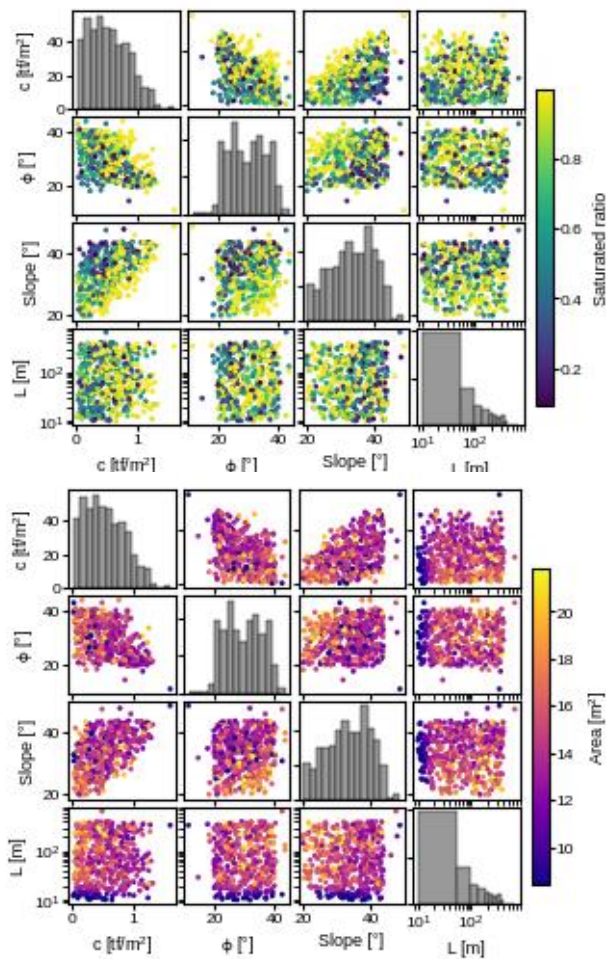 40
20
0
c [tf/m²]
40
20
ϕ [°]
40
20
Slope [°]
10²
10¹
L [m]
0 1
20 40
20 40
10¹ 10²
c [tf/m²]
ϕ [°]
Slope [°]
L [m]
0.8
0.6
0.4
0.2
Saturated ratio
40
20
0
c [tf/m²]
40
20
ϕ [°]
40
20
Slope [°]
10²
10¹
L [m]
0 1
20 40
20 40
10¹ 10²
c [tf/m²]
ϕ [°]
Slope [°]
L [m]
20
18
16
14
12
10
Area [m²]